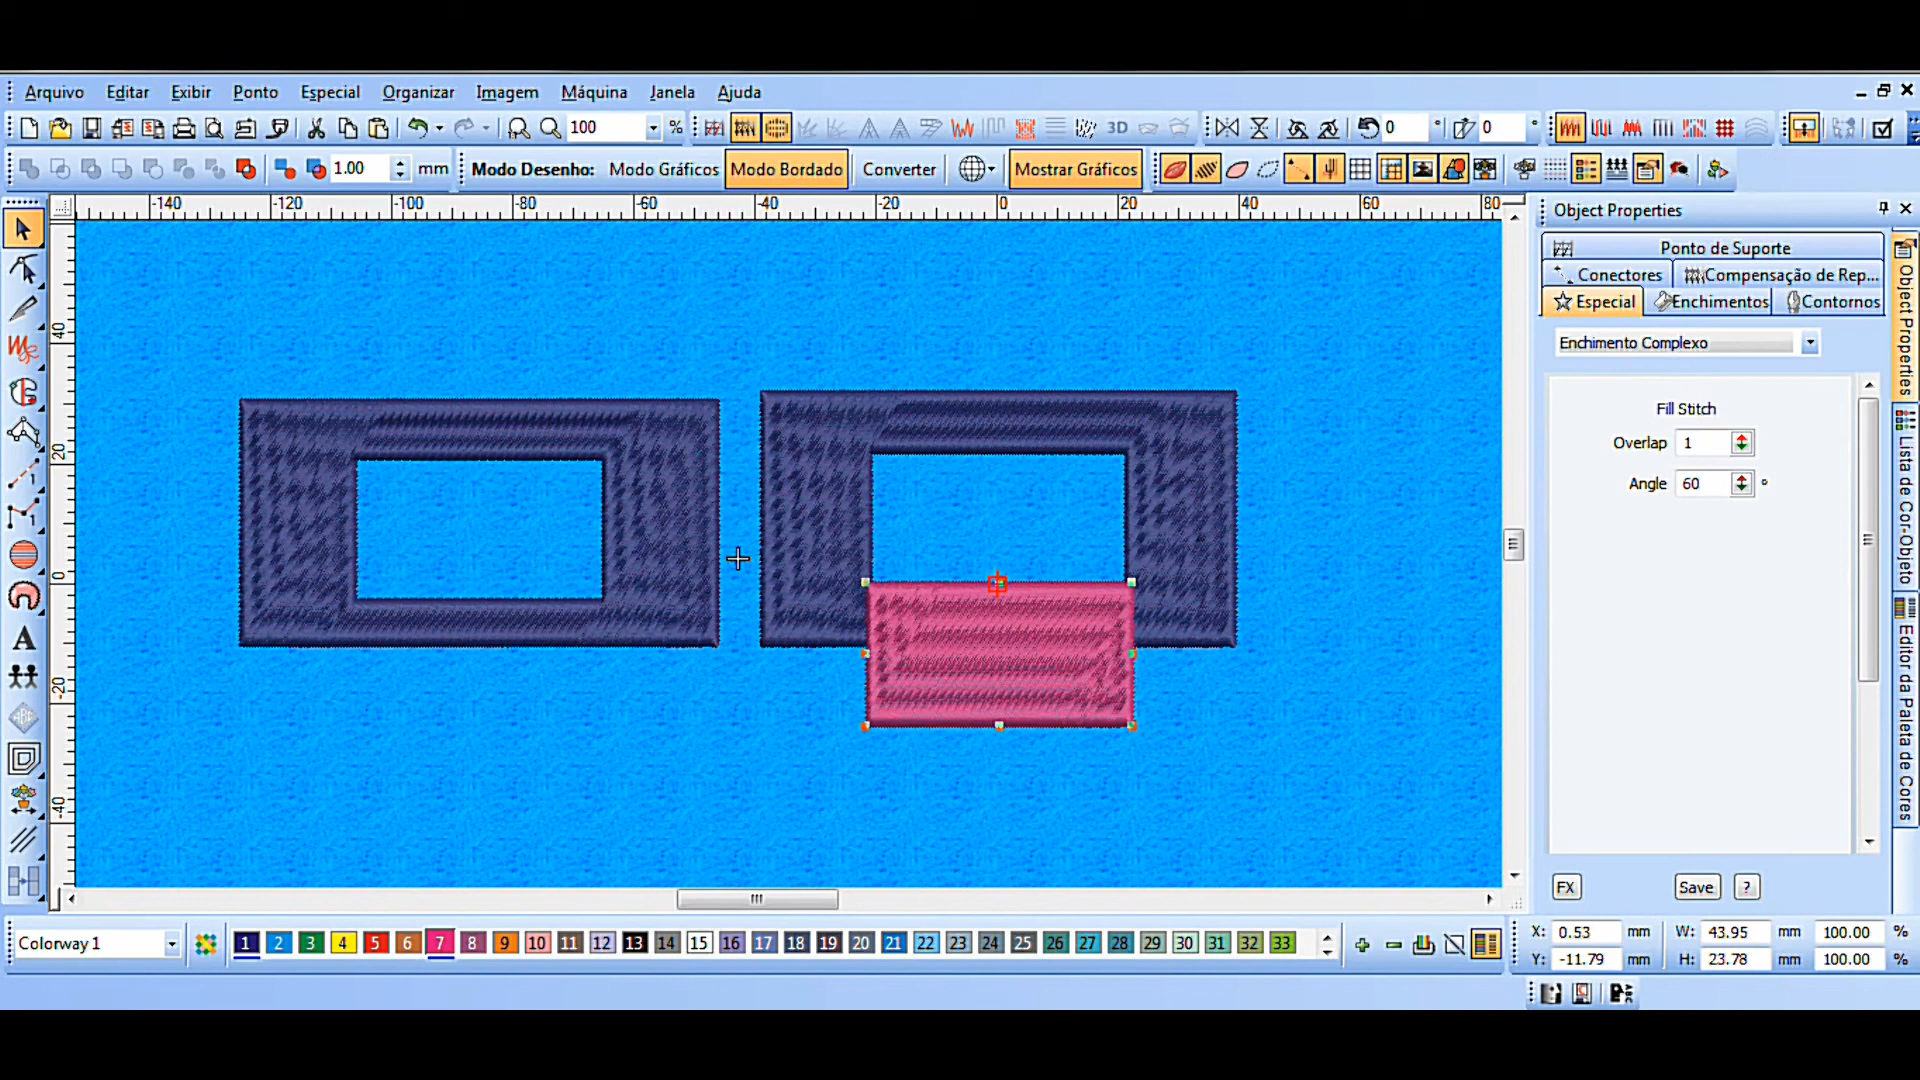 Arquivo Editar Exibir Ponto Especial Organizar Imagem Máquina Janela Ajuda
100 % 3D 0 ° 0 °
1.00 mm Modo Desenho: Modo Gráficos Modo Bordado Converter Mostrar Gráficos
-140 -120 -100 -80 -60 -40 -20 0 20 40 60 80
Object Properties
Ponto de Suporte
Conectores Compensação de Rep...
Especial Enchimentos Contornos
Enchimento Complexo
Fill Stitch
Overlap 1
Angle 60 °
FX Save ?
40
20
0
-20
-40
A
Object Properties
Lista de Cor-Objeto
Editor da Paleta de Cores
Colorway 1
1 2 3 4 5 6 7 8 9 10 11 12 13 14 15 16 17 18 19 20 21 22 23 24 25 26 27 28 29 30 31 32 33
X: 0.53 mm W: 43.95 mm 100.00 %
Y: -11.79 mm H: 23.78 mm 100.00 %